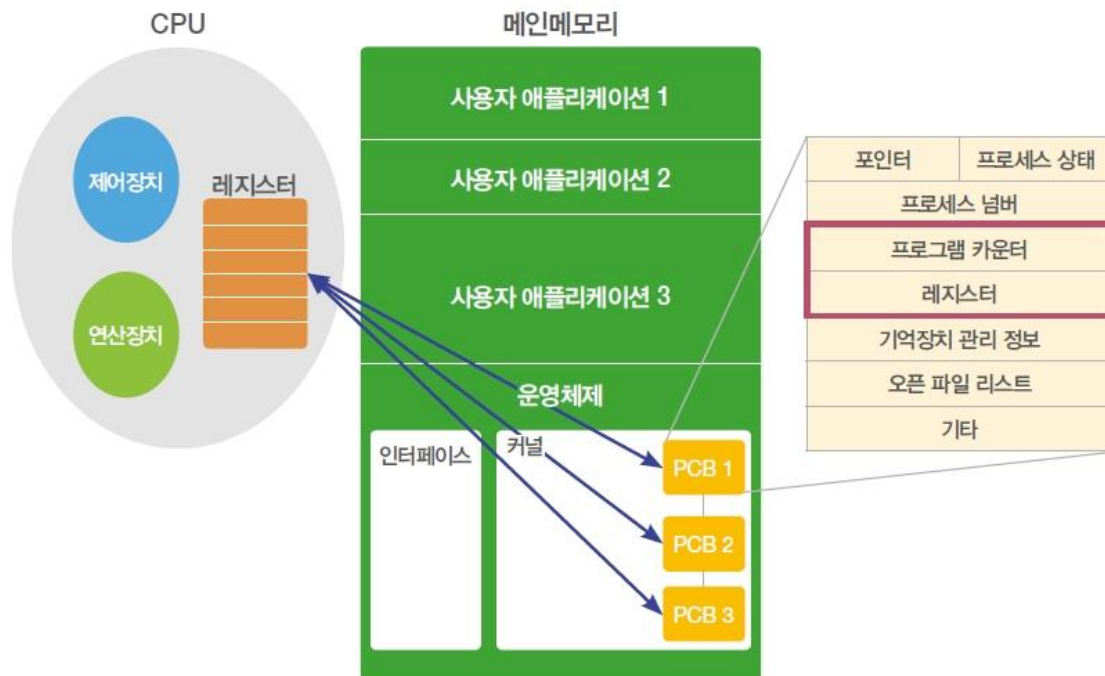 CPU
메인메모리
제어장치
레지스터
연산장치
사용자 애플리케이션 1
사용자 애플리케이션 2
사용자 애플리케이션 3
운영체제
인터페이스
커널
PCB 1
PCB 2
PCB 3
포인터
프로세스 상태
프로세스 넘버
프로그램 카운터
레지스터
기억장치 관리 정보
오픈 파일 리스트
기타